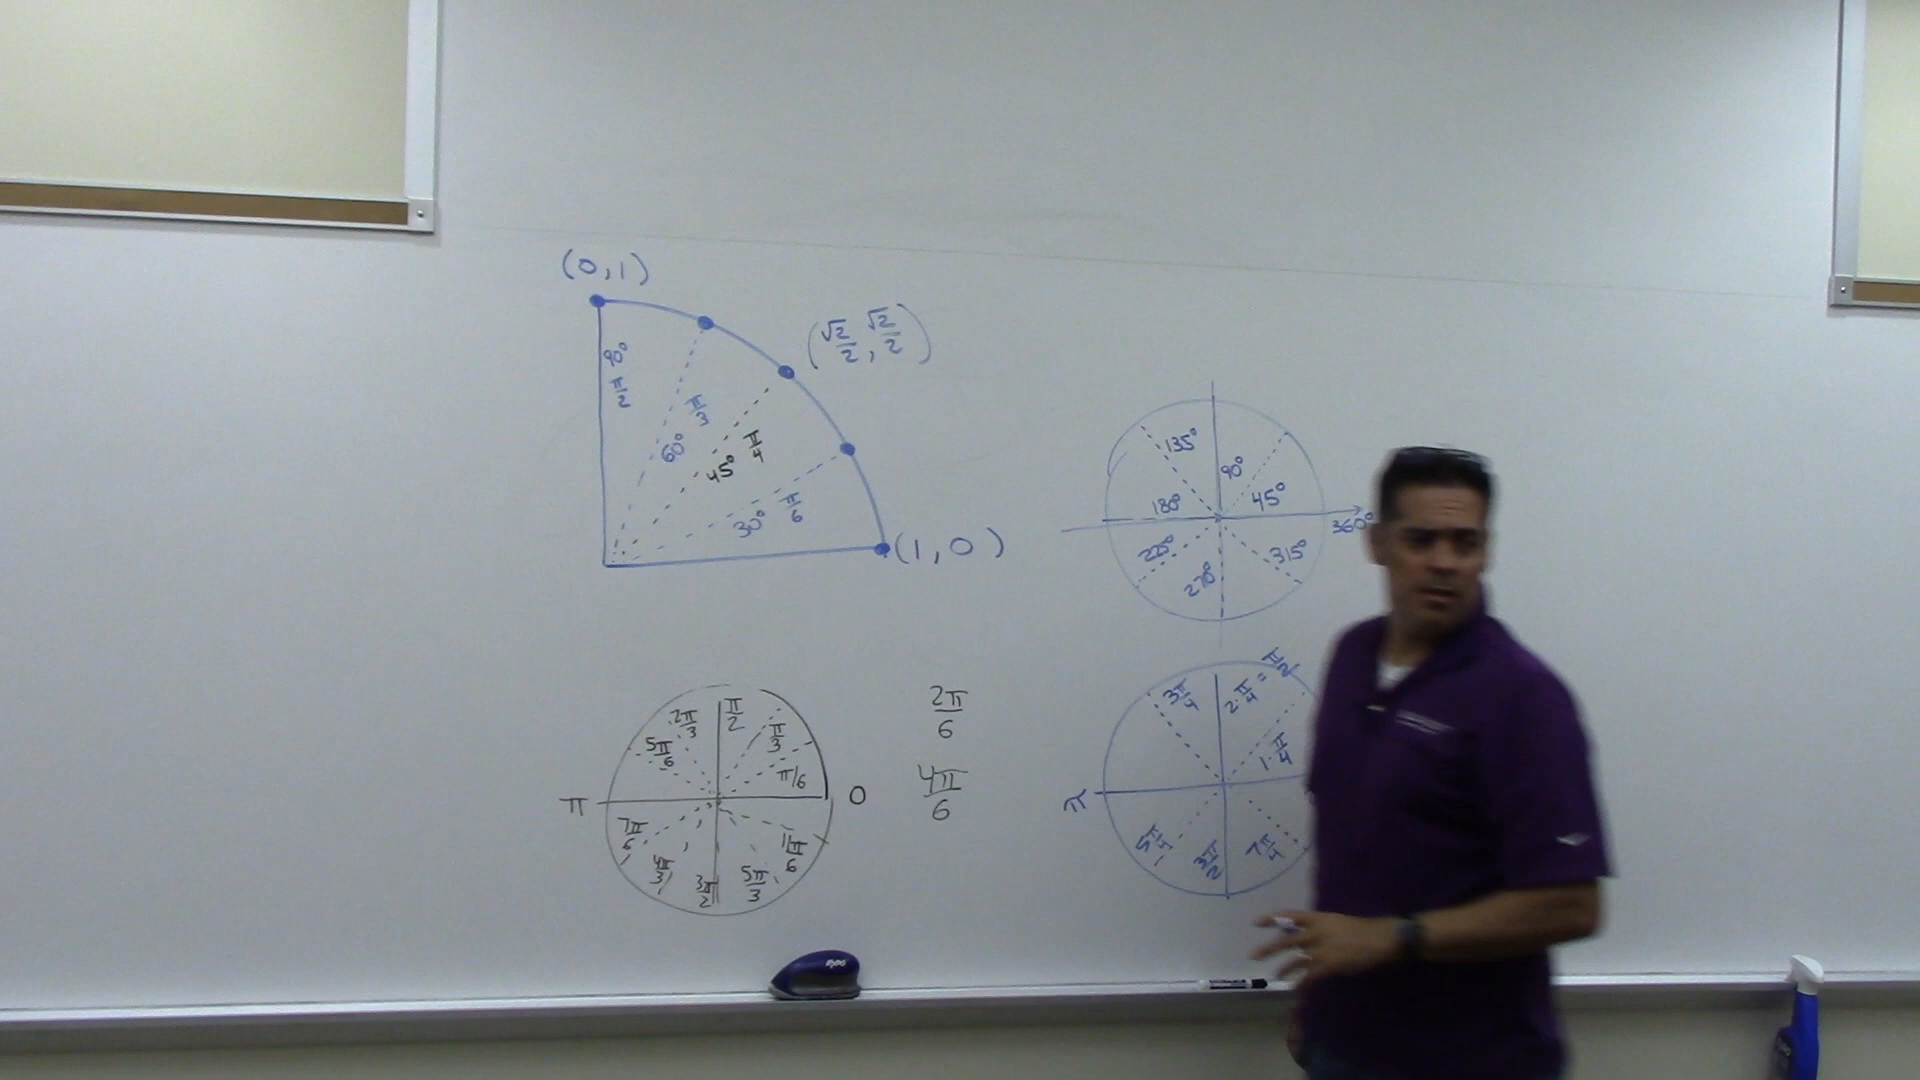 (0,1)
(√2/2, √2/2)
90°
π/2
60° π/3
45° π/4
30° π/6
(1,0)
135°
90°
45°
180°
360°
225°
270°
315°
π/2
2π/3
π/3
5π/6
π/6
π
0
7π/6
4π/3
3π/2
5π/3
11π/6
2π/6
4π/6
3π/4
2·π/4 = π/2
1·π/4
π
5π/4
3π/2
7π/4
EXPO